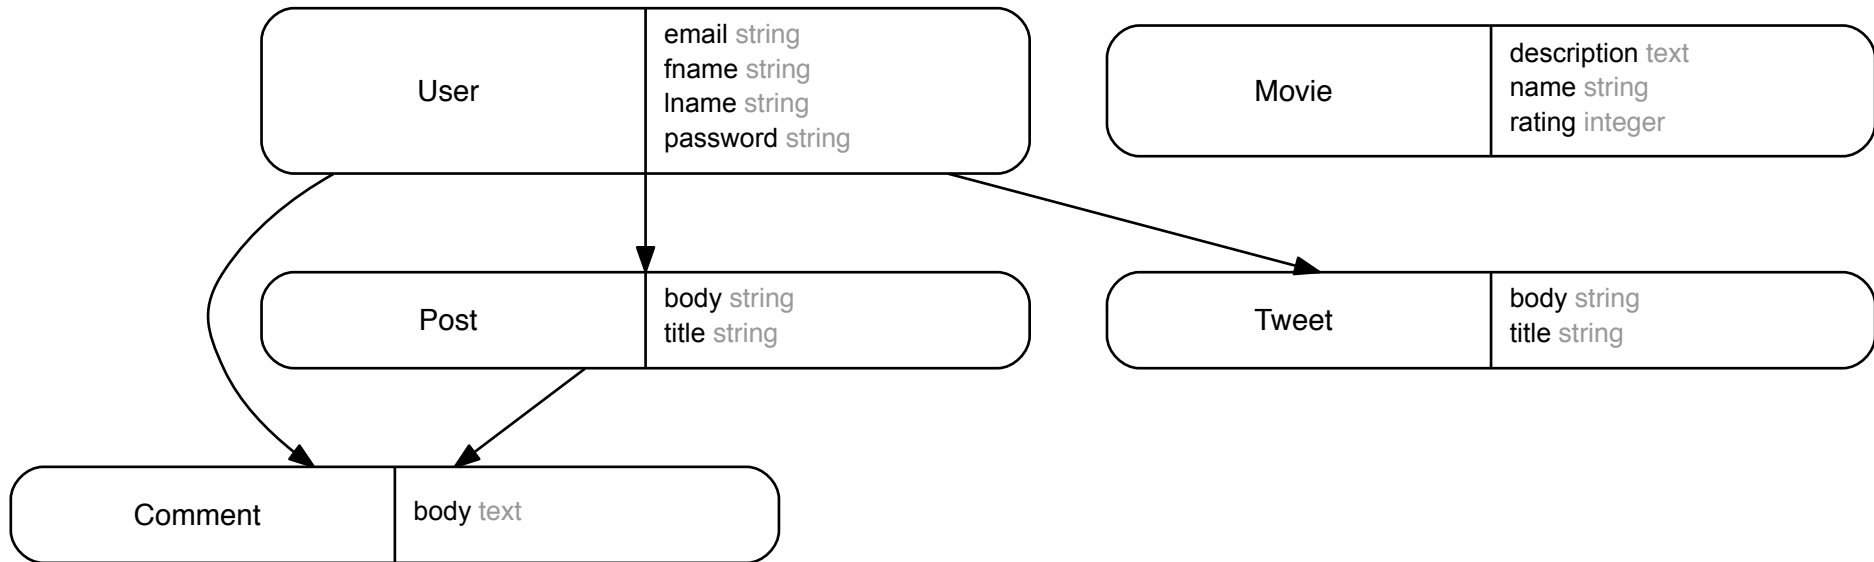 User
email string
fname string
lname string
password string
Movie
description text
name string
rating integer
Post
body string
title string
Tweet
body string
title string
Comment
body text